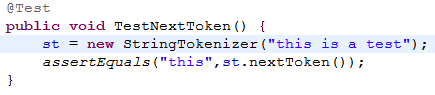 @Test
public void TestNextToken() {
    st = new StringTokenizer("this is a test");
    assertEquals("this",st.nextToken());
}